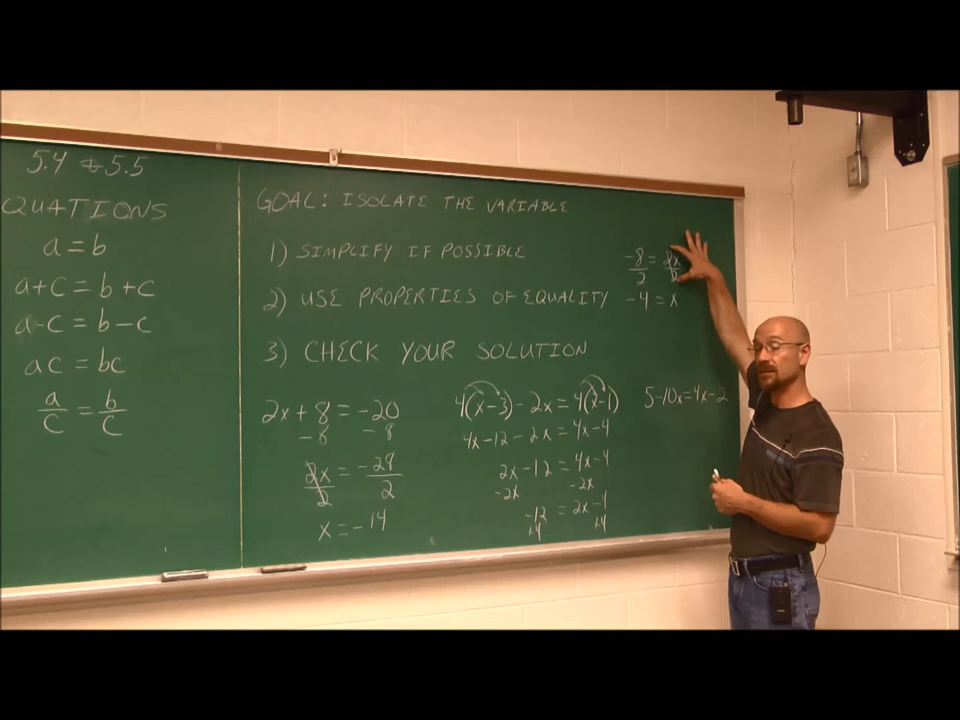 5.4 & 5.5
QUATIONS
a = b
a+c = b+c
a-c = b-c
ac = bc
a/c = b/c
GOAL: ISOLATE THE VARIABLE
1) SIMPLIFY IF POSSIBLE
2) USE PROPERTIES OF EQUALITY
3) CHECK YOUR SOLUTION
2x + 8 = -20
-8 -8
2x/2 = -28/2
x = -14
4(x-3) - 2x = 4(x-1)
4x-12 - 2x = 4x-4
2x - 12 = 4x-4
-2x -2x
-12 = 2x-4
+4 +4
-8/2 = 2x/2
-4 = x
5-10x=4x-2